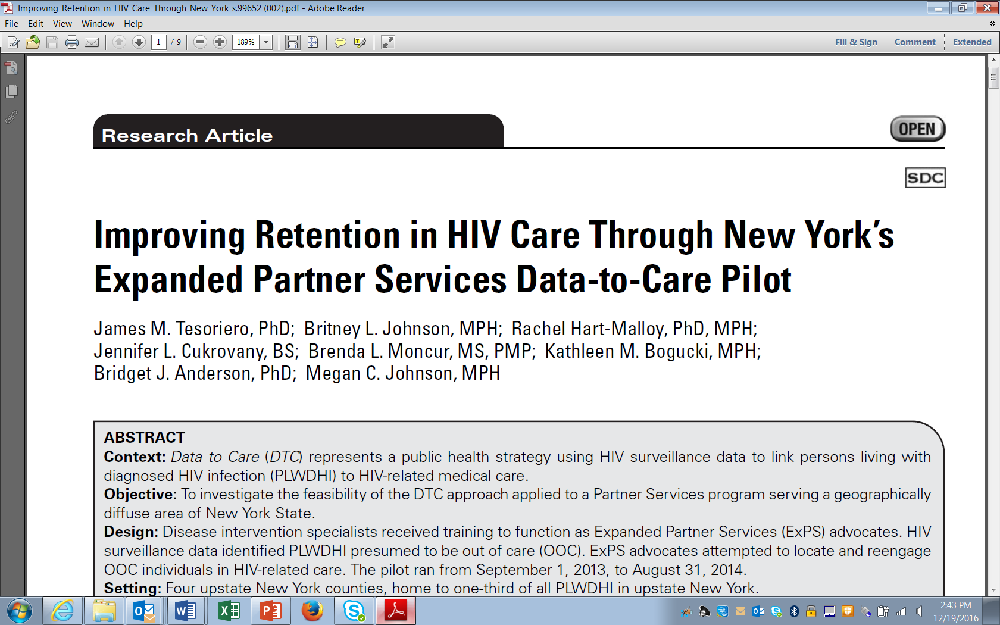 Improving_Retention_in_HIV_Care_Through_New_York_s.99652 (002).pdf - Adobe Reader
File Edit View Window Help
1 / 9 189% Fill & Sign Comment Extended
Research Article OPEN
SDC
Improving Retention in HIV Care Through New York’s
Expanded Partner Services Data-to-Care Pilot
James M. Tesoriero, PhD; Britney L. Johnson, MPH; Rachel Hart-Malloy, PhD, MPH;
Jennifer L. Cukrovany, BS; Brenda L. Moncur, MS, PMP; Kathleen M. Bogucki, MPH;
Bridget J. Anderson, PhD; Megan C. Johnson, MPH
ABSTRACT
Context: Data to Care (DTC) represents a public health strategy using HIV surveillance data to link persons living with
diagnosed HIV infection (PLWDHI) to HIV-related medical care.
Objective: To investigate the feasibility of the DTC approach applied to a Partner Services program serving a geographically
diffuse area of New York State.
Design: Disease intervention specialists received training to function as Expanded Partner Services (ExPS) advocates. HIV
surveillance data identified PLWDHI presumed to be out of care (OOC). ExPS advocates attempted to locate and reengage
OOC individuals in HIV-related care. The pilot ran from September 1, 2013, to August 31, 2014.
Setting: Four upstate New York counties, home to one-third of all PLWDHI in upstate New York.
2:43 PM
12/19/2016